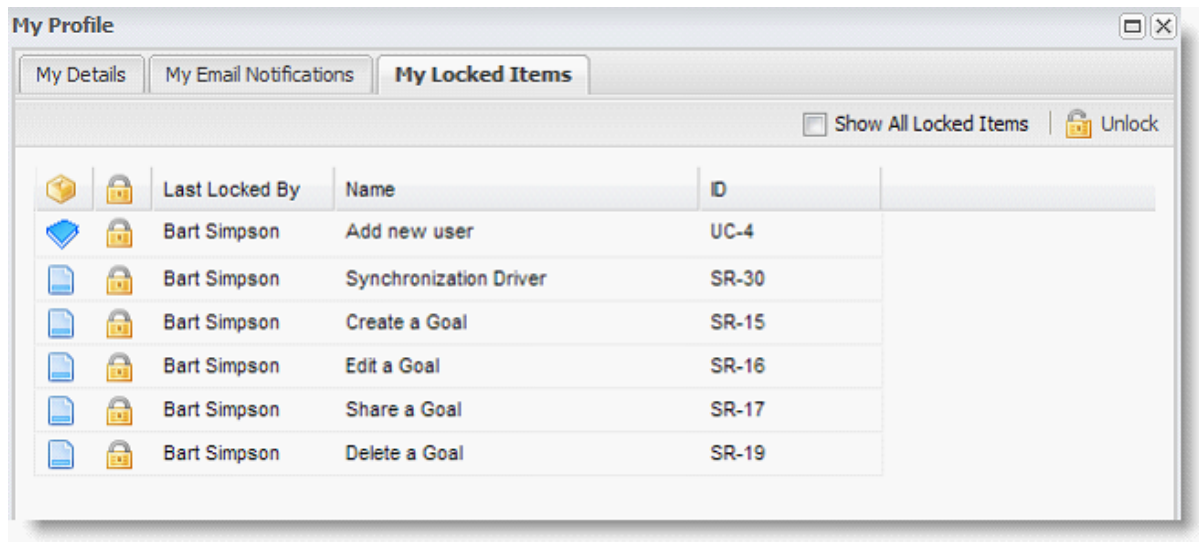 My Profile
My Details My Email Notifications My Locked Items
Show All Locked Items Unlock
Last Locked By Name ID
Bart Simpson Add new user UC-4
Bart Simpson Synchronization Driver SR-30
Bart Simpson Create a Goal SR-15
Bart Simpson Edit a Goal SR-16
Bart Simpson Share a Goal SR-17
Bart Simpson Delete a Goal SR-19